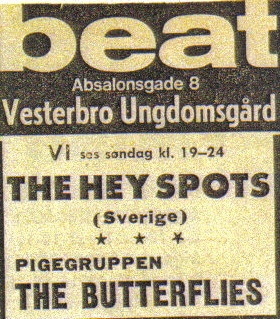 beat
Absalonsgade 8
Vesterbro Ungdomsgård
Vi ses søndag kl. 19–24
THE HEY SPOTS
(Sverige)
★ ★ ★
PIGEGRUPPEN
THE BUTTERFLIES